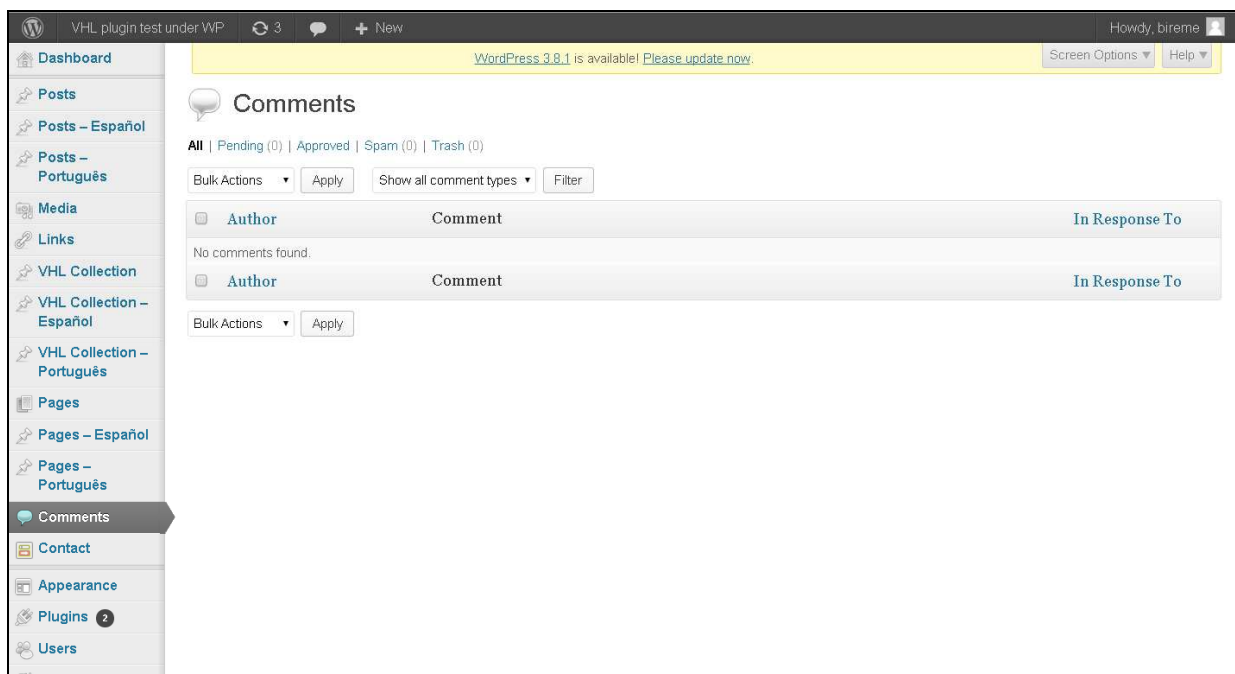 VHL plugin test under WP 3 + New Howdy, bireme
WordPress 3.8.1 is available! Please update now. Screen Options ▼ Help ▼
Dashboard
Posts
Posts – Español
Posts –
Português
Media
Links
VHL Collection
VHL Collection –
Español
VHL Collection –
Português
Pages
Pages – Español
Pages –
Português
Comments
Contact
Appearance
Plugins 2
Users
Comments
All | Pending (0) | Approved | Spam (0) | Trash (0)
Bulk Actions ▼ Apply Show all comment types ▼ Filter
Author Comment In Response To
No comments found.
Author Comment In Response To
Bulk Actions ▼ Apply